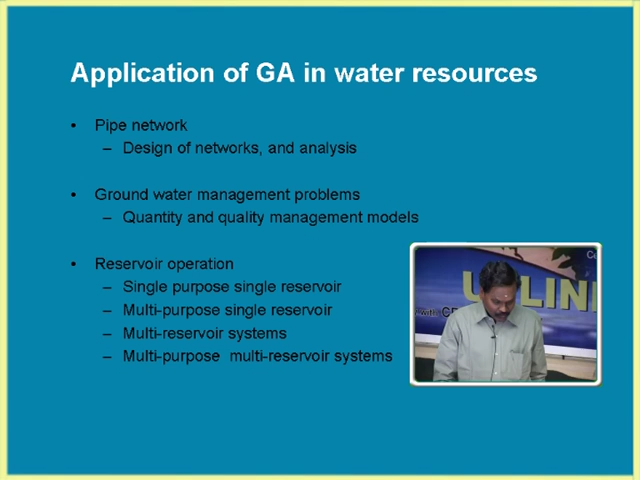 Application of GA in water resources
• Pipe network
– Design of networks, and analysis
• Ground water management problems
– Quantity and quality management models
• Reservoir operation
– Single purpose single reservoir
– Multi-purpose single reservoir
– Multi-reservoir systems
– Multi-purpose  multi-reservoir systems